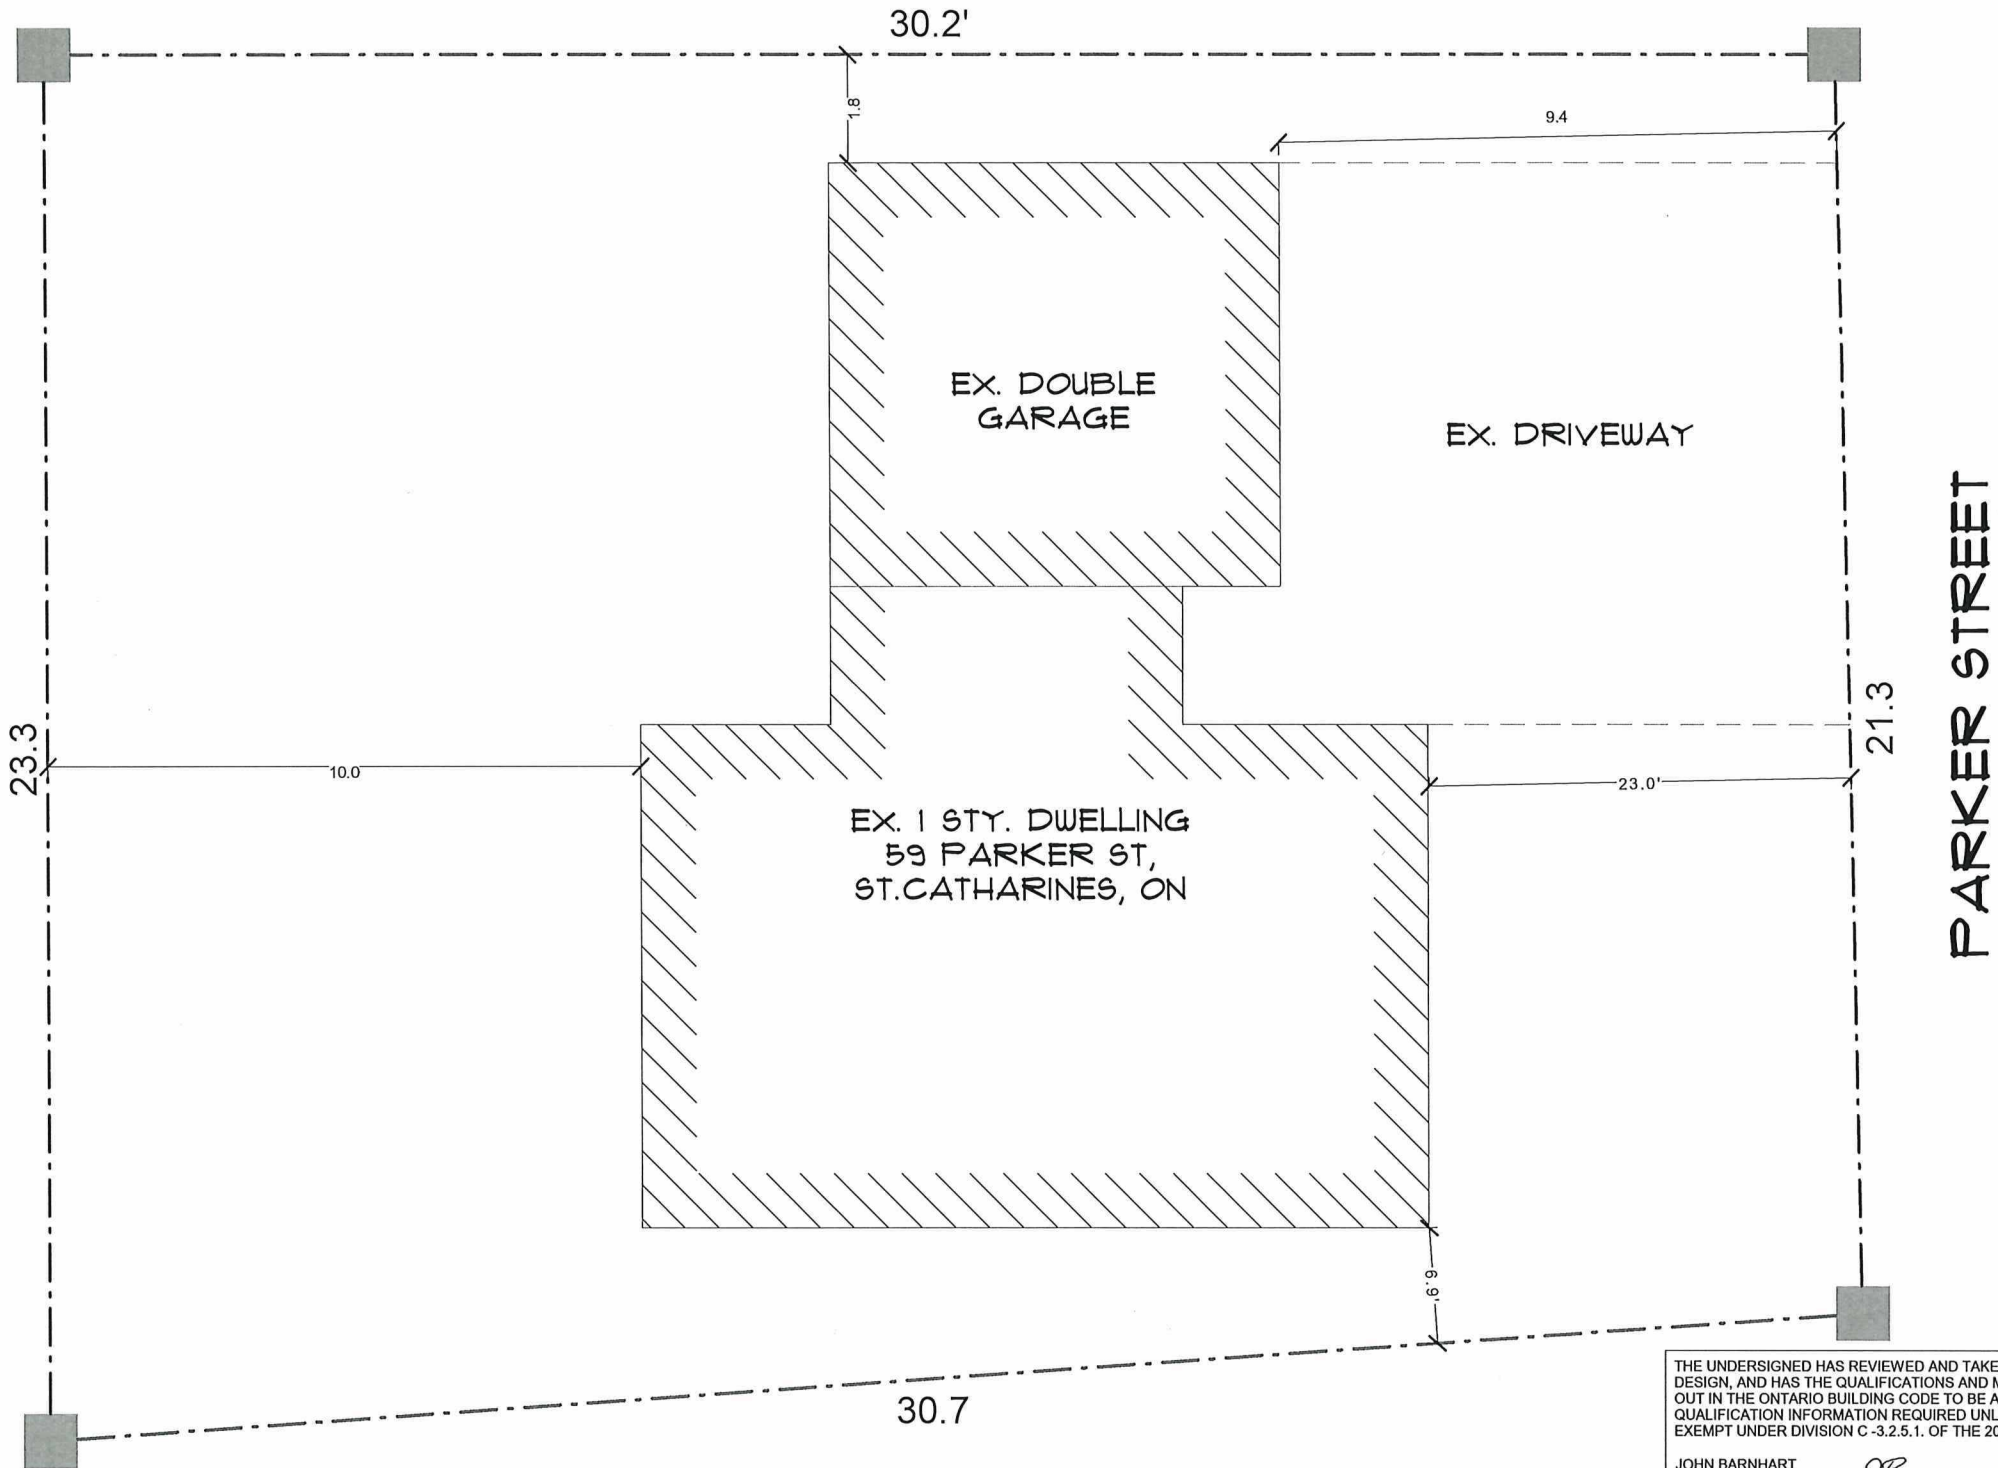 30.2'
1.8
9.4
EX. DOUBLE
GARAGE
EX. DRIVEWAY
PARKER STREET
23.3
21.3
10.0
23.0'
EX. 1 STY. DWELLING
59 PARKER ST,
ST.CATHARINES, ON
6.9'
30.7
THE UNDERSIGNED HAS REVIEWED AND TAKE
DESIGN, AND HAS THE QUALIFICATIONS AND
OUT IN THE ONTARIO BUILDING CODE TO BE A
QUALIFICATION INFORMATION REQUIRED UNL
EXEMPT UNDER DIVISION C -3.2.5.1. OF THE 20
JOHN BARNHART